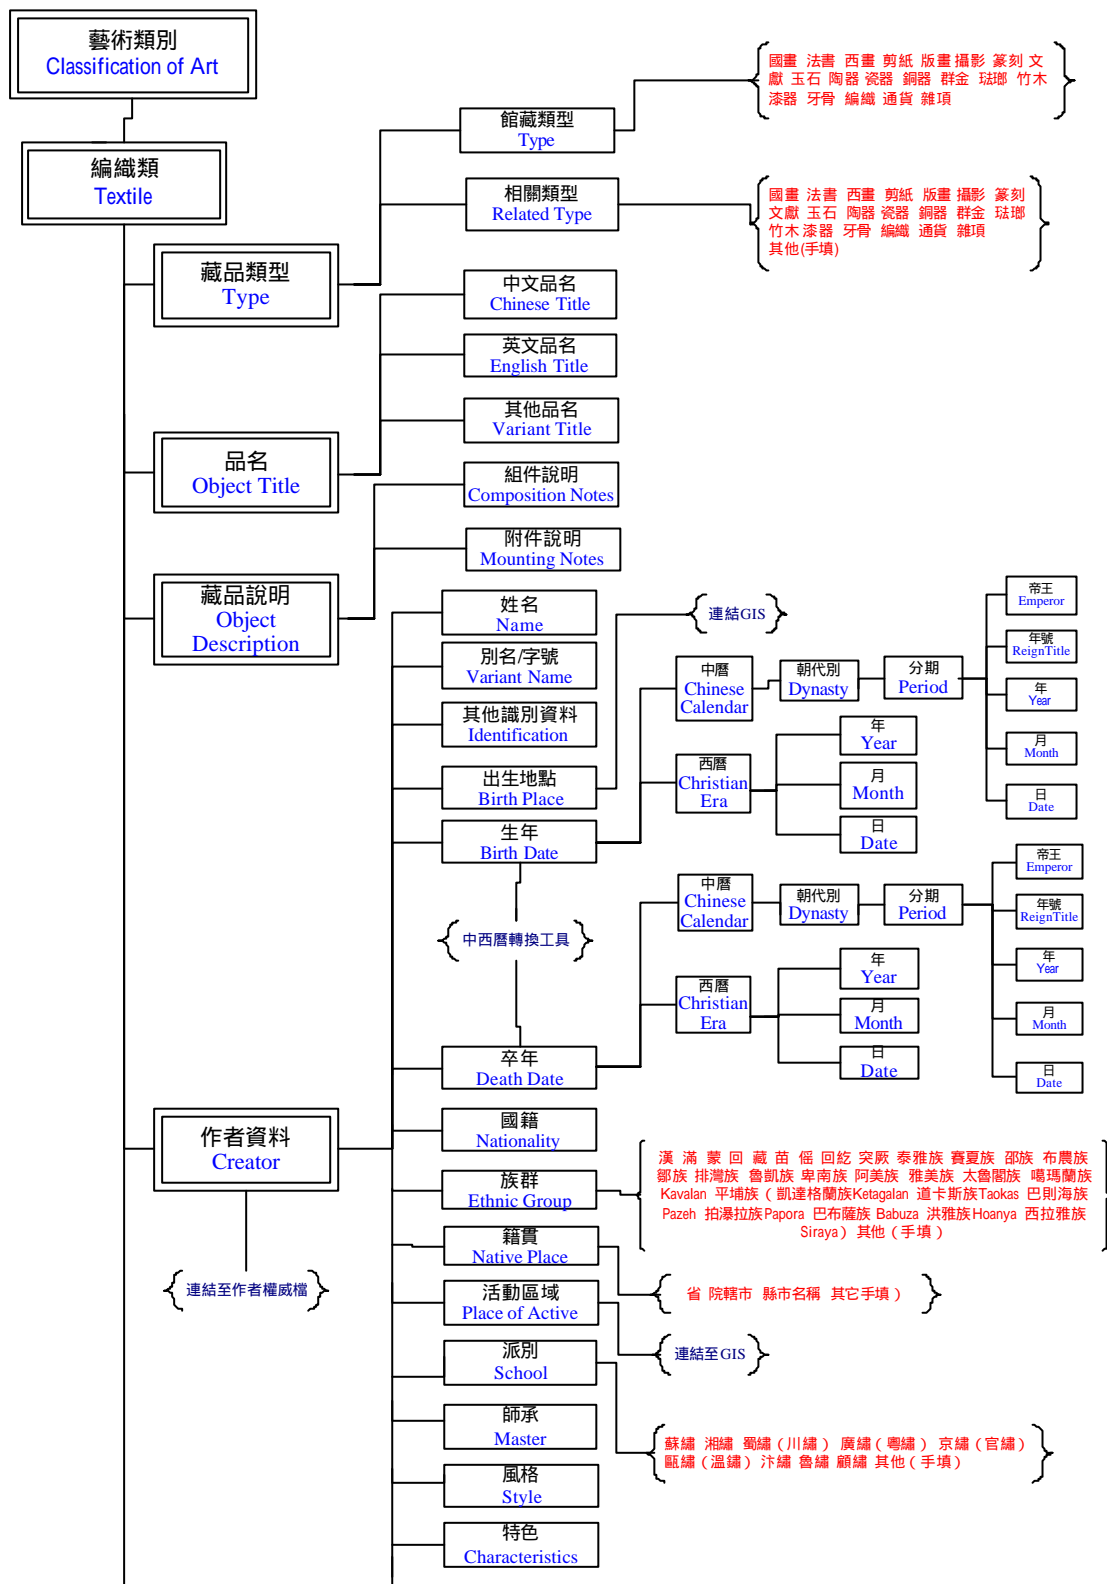 藝術類別
Classification of Art
編織類
Textile
館藏類型
Type
國畫 法書 西畫 剪紙 版畫 攝影 篆刻 文
獻 玉石 陶器 瓷器 銅器 群金 琺瑯 竹木
漆器 牙骨 編織 通貨 雜項
相關類型
Related Type
國畫 法書 西畫 剪紙 版畫 攝影 篆刻
文獻 玉石 陶器 瓷器 銅器 群金 琺瑯
竹木 漆器 牙骨 編織 通貨 雜項
其他(手填)
藏品類型
Type
中文品名
Chinese Title
英文品名
English Title
其他品名
Variant Title
品名
Object Title
組件說明
Composition Notes
附件說明
Mounting Notes
藏品說明
Object
Description
姓名
Name
連結GIS
別名/字號
Variant Name
其他識別資料
Identification
出生地點
Birth Place
生年
Birth Date
中曆
Chinese
Calendar
朝代別
Dynasty
分期
Period
帝王
Emperor
年號
ReignTitle
年
Year
月
Month
日
Date
西曆
Christian
Era
年
Year
月
Month
日
Date
中西曆轉換工具
中曆
Chinese
Calendar
朝代別
Dynasty
分期
Period
帝王
Emperor
年號
ReignTitle
年
Year
月
Month
日
Date
西曆
Christian
Era
年
Year
月
Month
日
Date
卒年
Death Date
作者資料
Creator
連結至作者權威檔
國籍
Nationality
族群
Ethnic Group
漢 滿 蒙 回 藏 苗 傜 回紇 突厥 泰雅族 賽夏族 邵族 布農族
鄒族 排灣族 魯凱族 卑南族 阿美族 雅美族 太魯閣族 噶瑪蘭族
Kavalan 平埔族（凱達格蘭族Ketagalan 道卡斯族Taokas 巴則海族
Pazeh 拍瀑拉族Papora 巴布薩族 Babuza 洪雅族Hoanya 西拉雅族
Siraya）其他（手填）
籍貫
Native Place
省 院轄市 縣市名稱 其它手填）
活動區域
Place of Active
連結至GIS
派別
School
蘇繡 湘繡 蜀繡（川繡） 廣繡（粵繡） 京繡（官繡）
甌繡（溫鏽） 汴繡 魯繡 顧繡 其他（手填）
師承
Master
風格
Style
特色
Characteristics